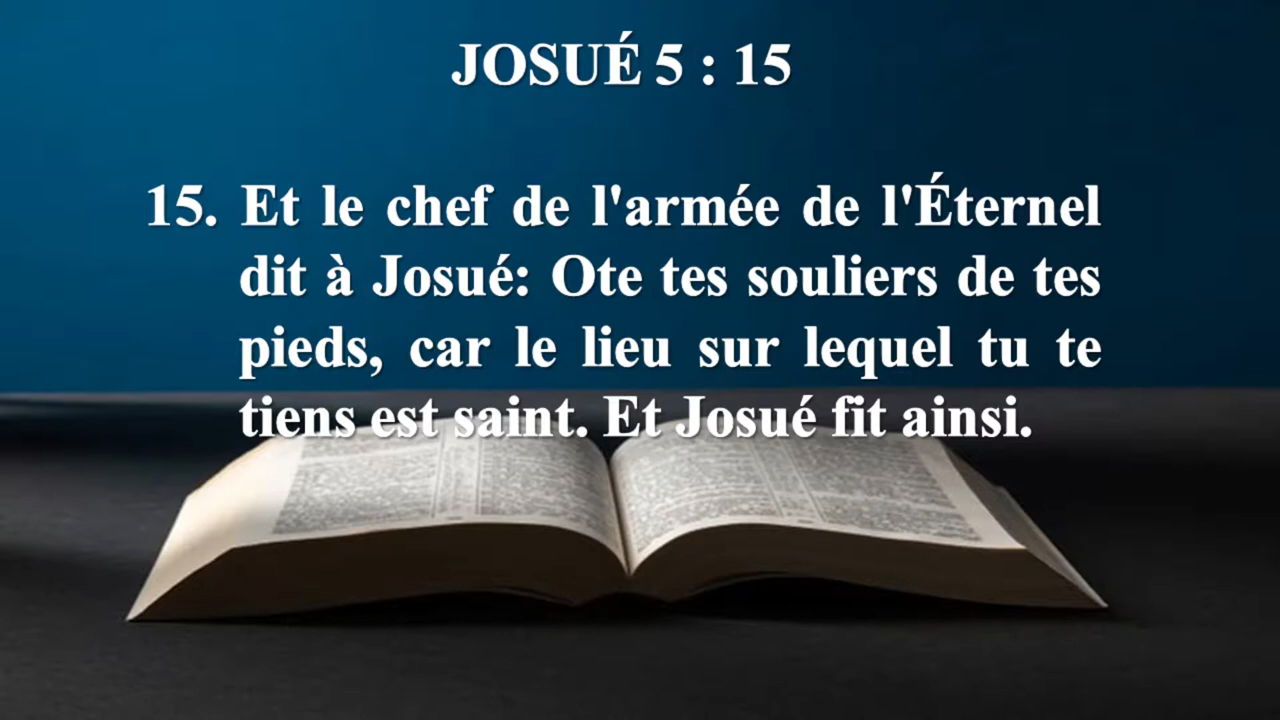 JOSUÉ 5 : 15
15. Et le chef de l'armée de l'Éternel
dit à Josué: Ote tes souliers de tes
pieds, car le lieu sur lequel tu te
tiens est saint. Et Josué fit ainsi.